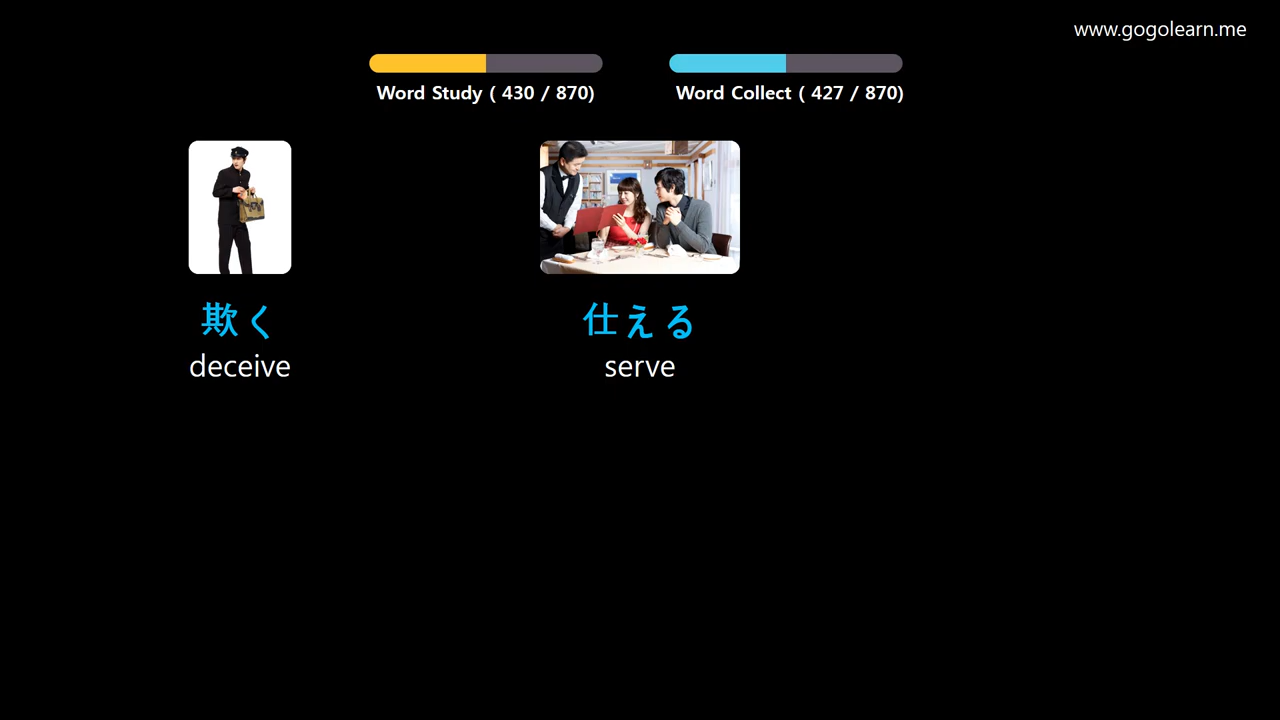 www.gogolearn.me
Word Study ( 430 / 870)
Word Collect ( 427 / 870)
欺く
deceive
仕える
serve